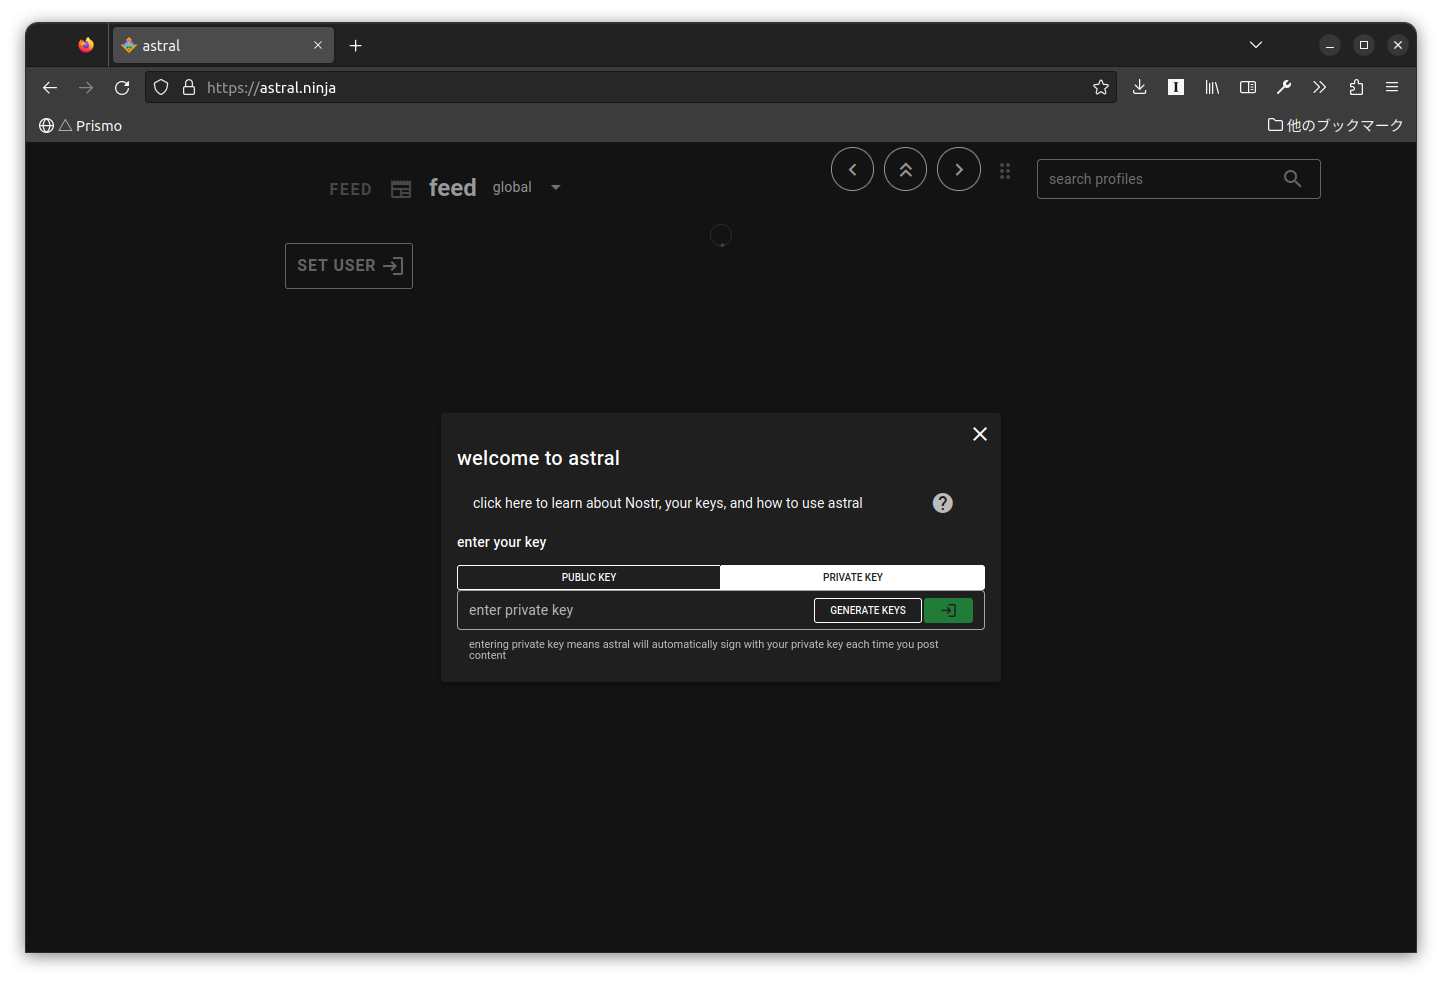 astral
https://astral.ninja
△ Prismo
他のブックマーク
FEED
feed
global
search profiles
SET USER
welcome to astral
click here to learn about Nostr, your keys, and how to use astral
enter your key
PUBLIC KEY
PRIVATE KEY
enter private key
GENERATE KEYS
entering private key means astral will automatically sign with your private key each time you post
content